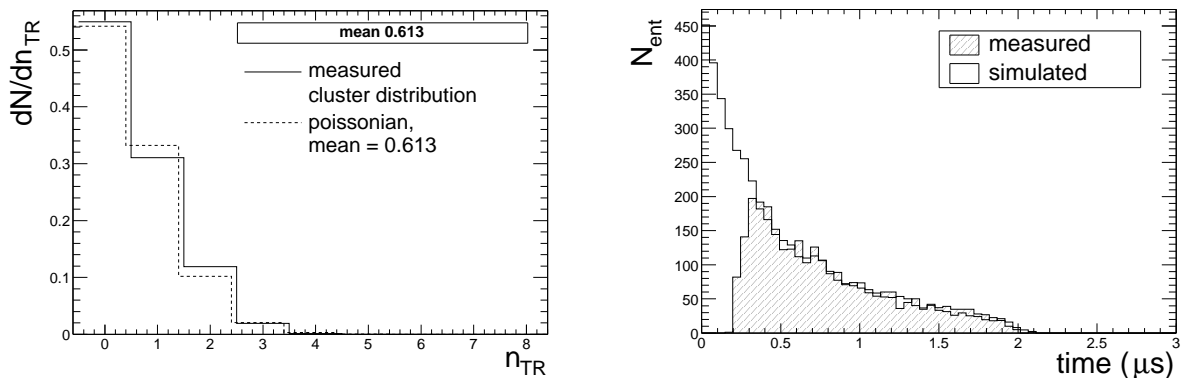 dN/dn_TR
0.5
0.4
0.3
0.2
0.1
0
mean 0.613
measured
cluster distribution
poissonian,
mean = 0.613
0 1 2 3 4 5 6 7 8
n_TR
N_ent
450
400
350
300
250
200
150
100
50
0
measured
simulated
0 0.5 1 1.5 2 2.5 3
time (μs)